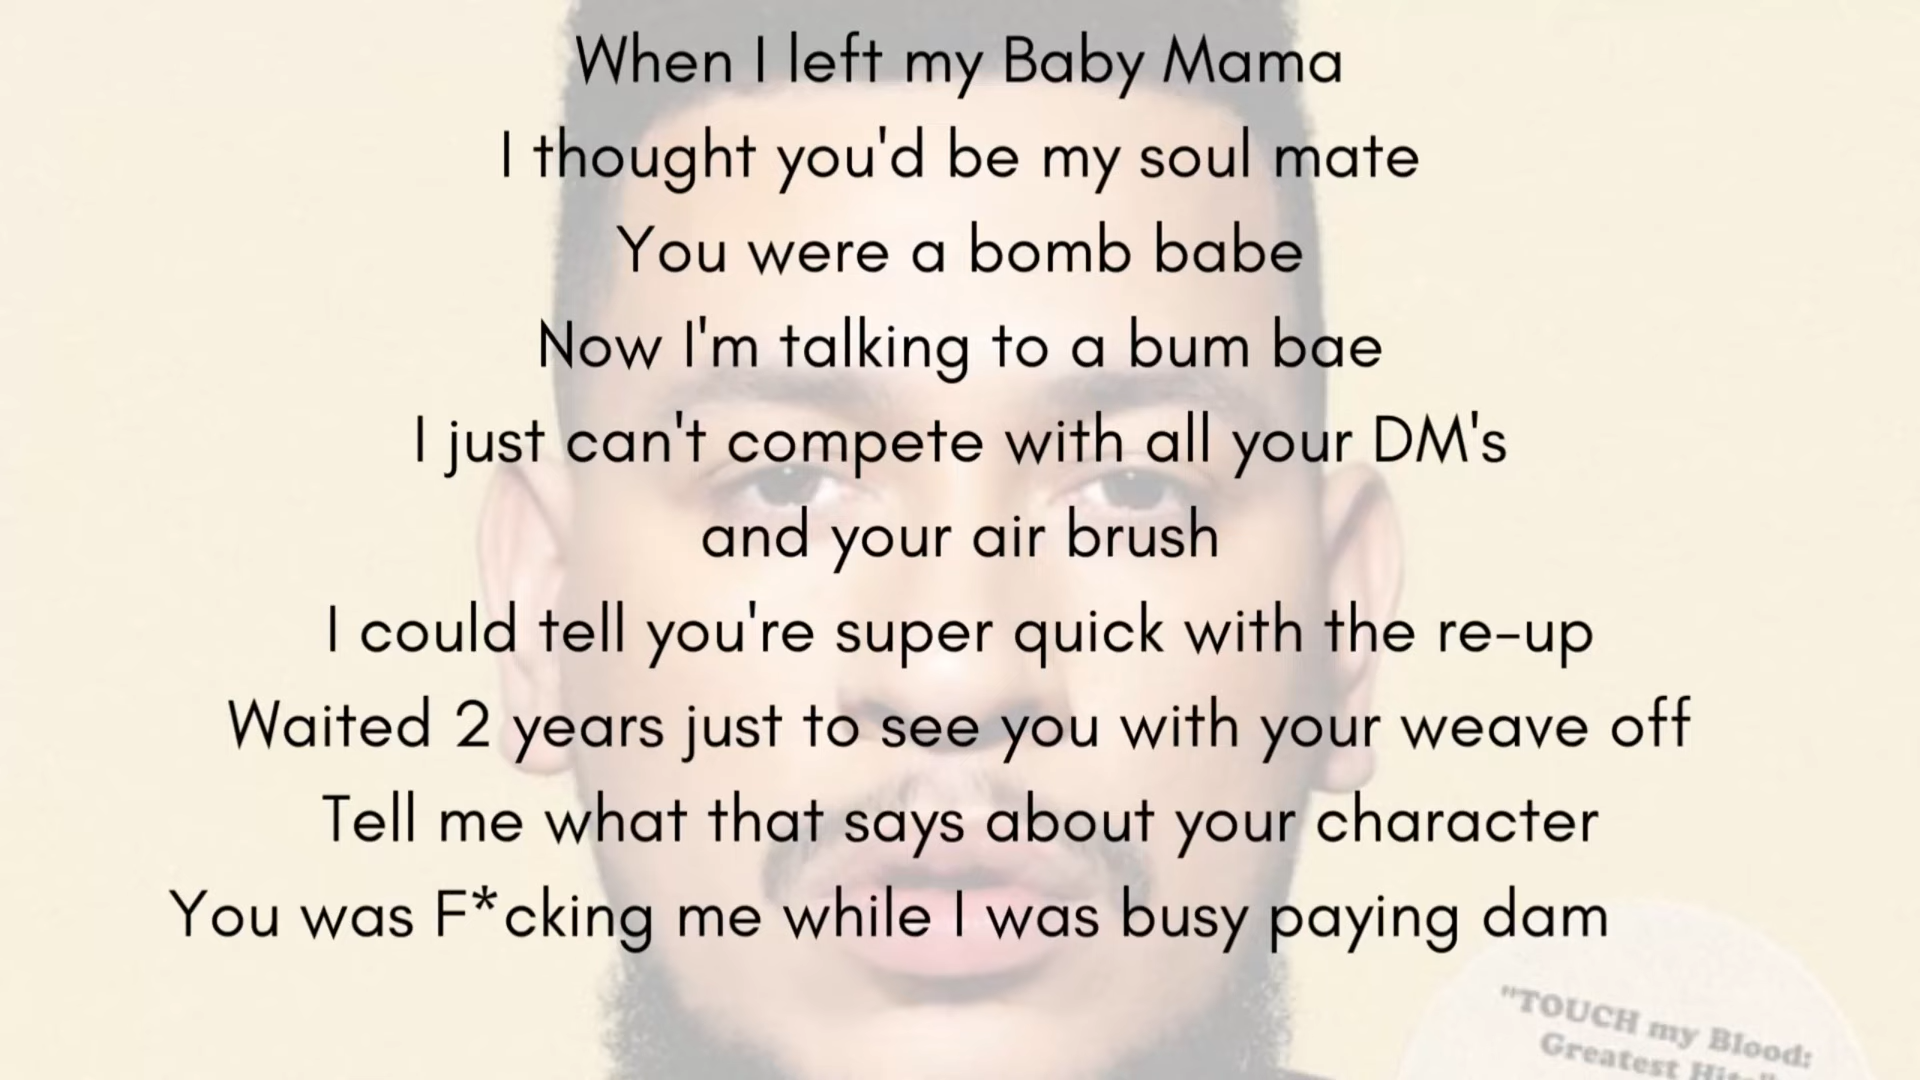 When I left my Baby Mama
I thought you'd be my soul mate
You were a bomb babe
Now I'm talking to a bum bae
I just can't compete with all your DM's
and your air brush
I could tell you're super quick with the re-up
Waited 2 years just to see you with your weave off
Tell me what that says about your character
You was F*cking me while I was busy paying dam
"TOUCH my Blood:
Greatest